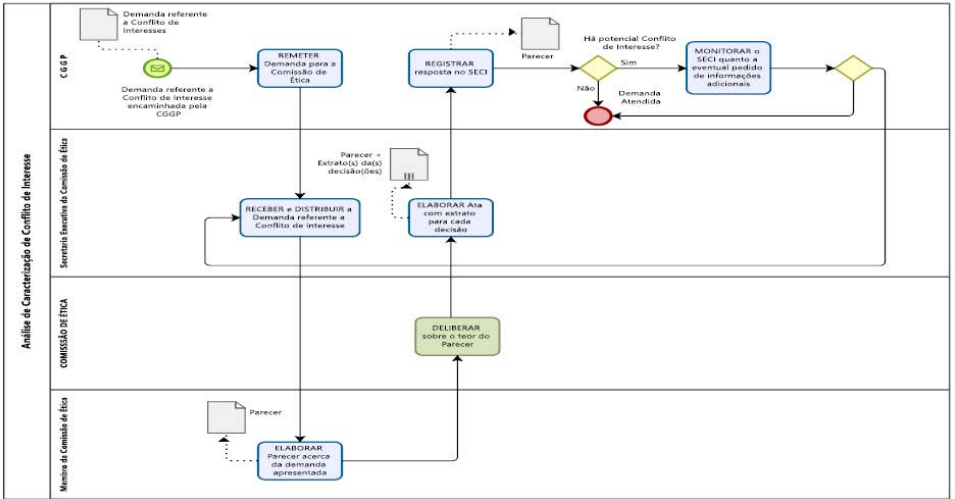 Análise de Caracterização de Conflito de Interesse
CGGP
Demanda referente
a Conflito de
Interesses
Demanda referente a
Conflito de Interesse
encaminhada pela
CGGP
REMETER
Demanda para a
Comissão de
Ética
REGISTRAR
resposta no SECI
Parecer
Há potencial Conflito
de Interesse?
Sim
Não
MONITORAR o
SECI quanto a
eventual pedido
de informações
adicionais
Demanda
Atendida
Secretaria Executiva da Comissão de Ética
RECEBER e DISTRIBUIR a
Demanda referente a
Conflito de Interesse
Parecer +
Extrato(s) da(s)
decisão(ões)
ELABORAR Ata
com extrato
para cada
decisão
COMISSSÃO DE ÉTICA
DELIBERAR
sobre o teor do
Parecer
Membro da Comissão de Ética
Parecer
ELABORAR
Parecer acerca
da demanda
apresentada